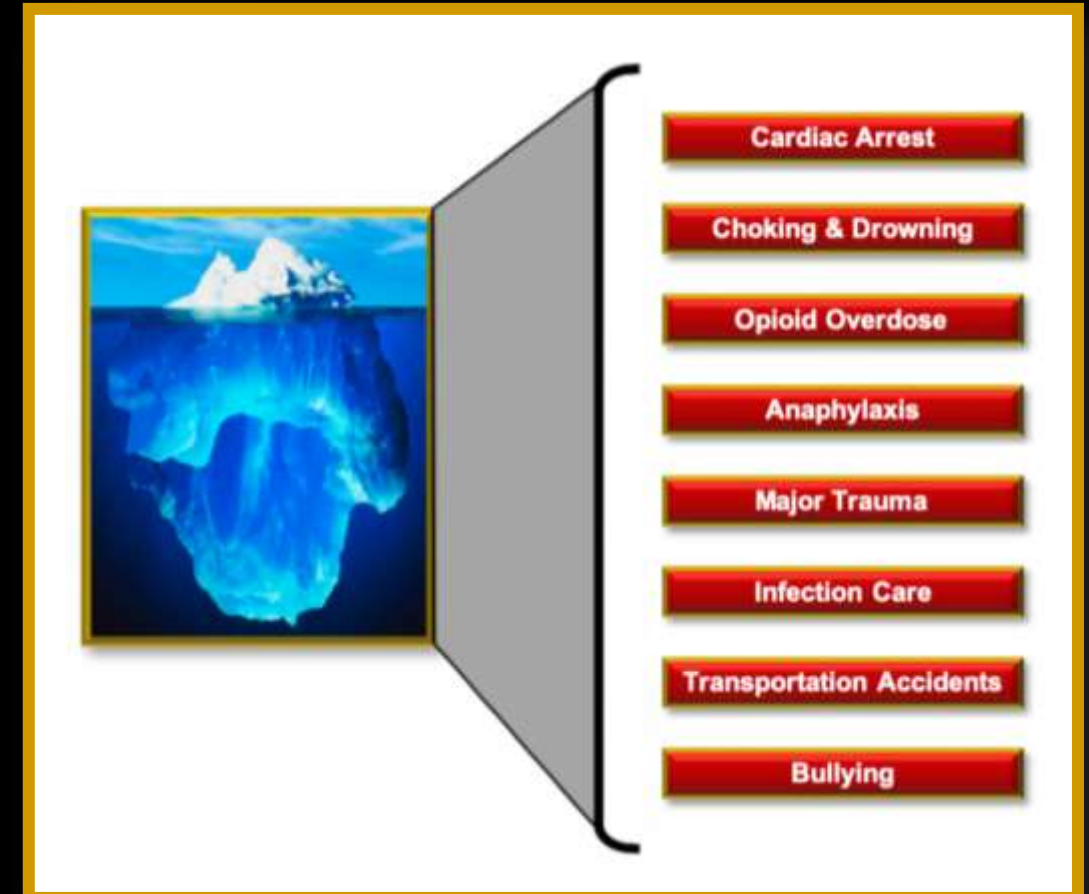 Cardiac Arrest
Choking & Drowning
Opioid Overdose
Anaphylaxis
Major Trauma
Infection Care
Transportation Accidents
Bullying